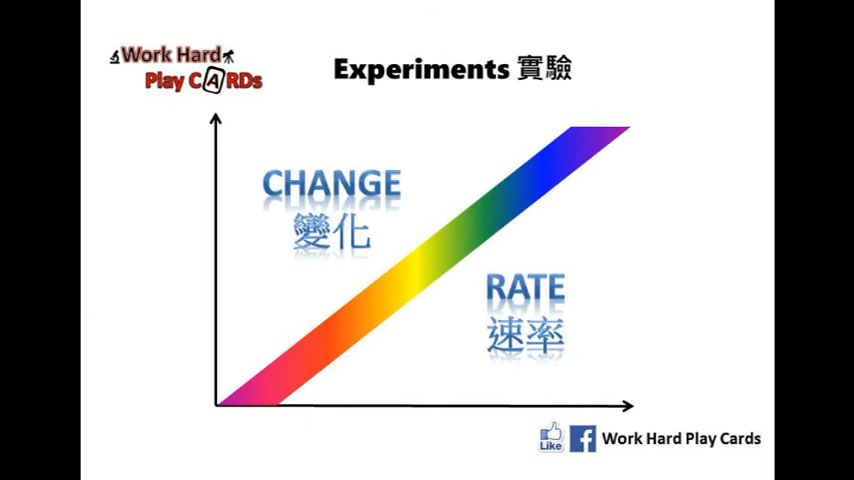 Work Hard
Play CARDs
Experiments 實驗
CHANGE
變化
RATE
速率
Like
f
Work Hard Play Cards